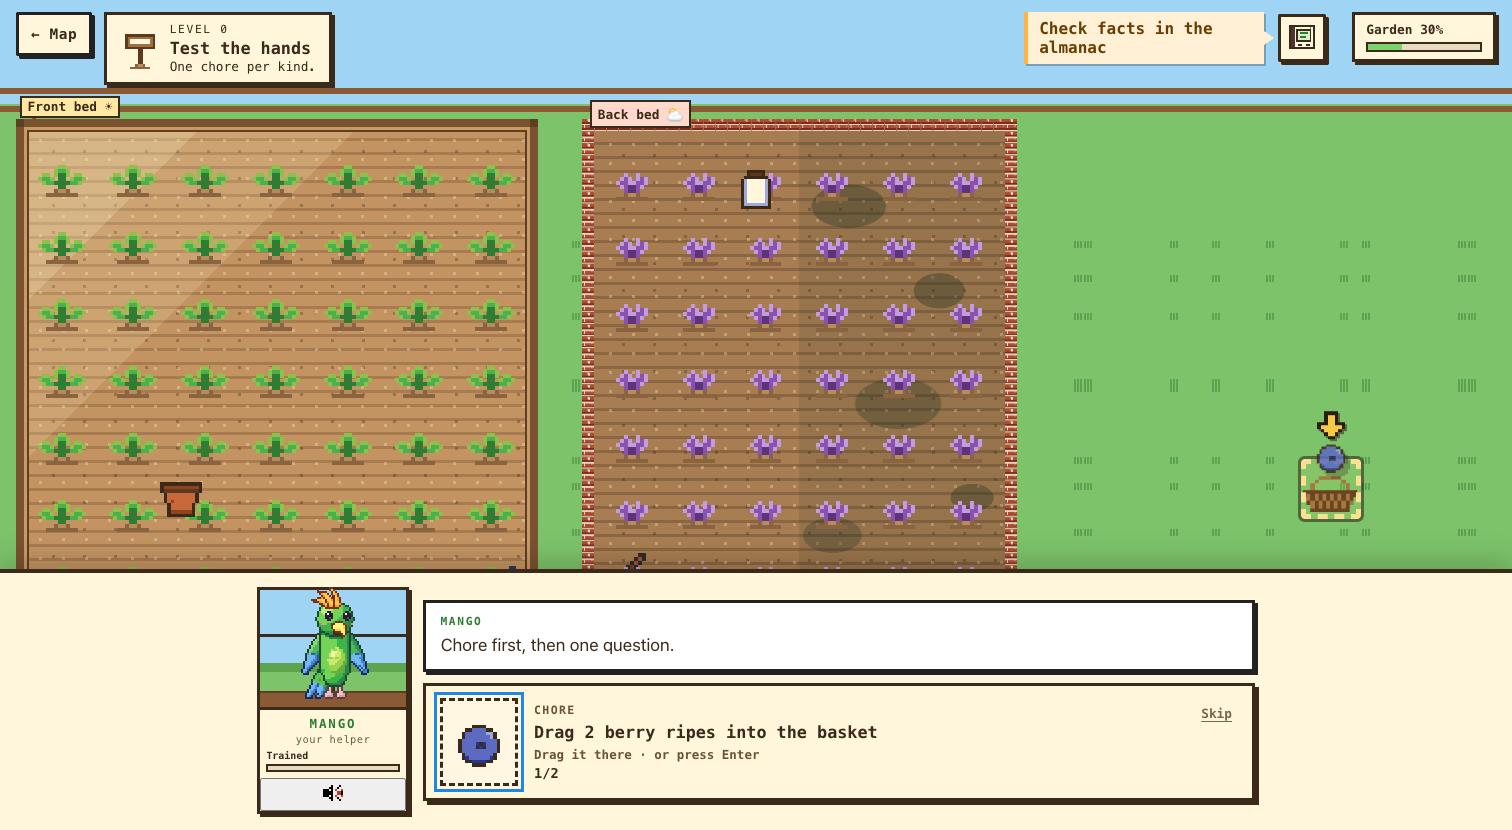 ← Map
LEVEL 0
Test the hands
One chore per kind.
Check facts in the
almanac
Garden 30%
Front bed ☀
Back bed ⛅
MANGO
your helper
Trained
MANGO
Chore first, then one question.
CHORE
Drag 2 berry ripes into the basket
Drag it there · or press Enter
1/2
Skip